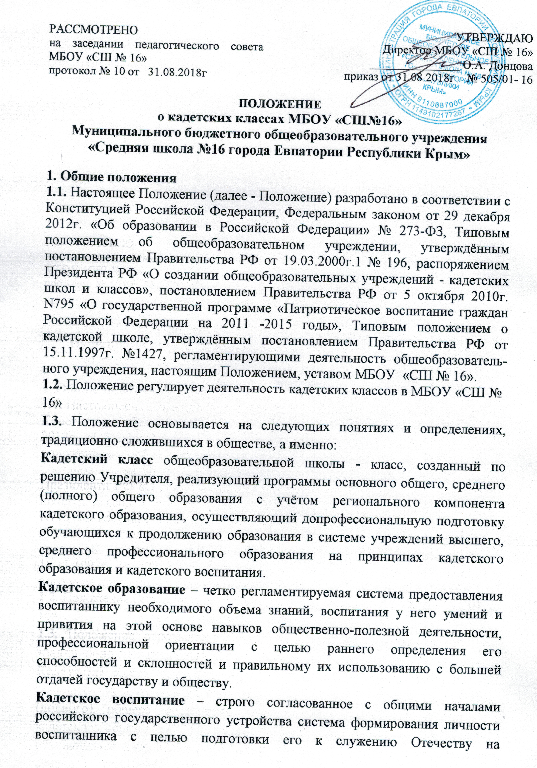 РАССМОТРЕНО
на заседании педагогического совета
МБОУ «СШ № 16»
протокол № 10 от 31.08.2018г
УТВЕРЖДАЮ
Директор МБОУ «СШ № 16»
О.А. Донцова
приказ от 31.08.2018г № 505/01- 16
ПОЛОЖЕНИЕ
о кадетских классах МБОУ «СШ.№16»
Муниципального бюджетного общеобразовательного учреждения
«Средняя школа №16 города Евпатории Республики Крым»
1. Общие положения
1.1. Настоящее Положение (далее - Положение) разработано в соответствии с
Конституцией Российской Федерации, Федеральным законом от 29 декабря
2012г. «Об образовании в Российской Федерации» № 273-ФЗ, Типовым
положением об общеобразовательном учреждении, утверждённым
постановлением Правительства РФ от 19.03.2000г.1 № 196, распоряжением
Президента РФ «О создании общеобразовательных учреждений - кадетских
школ и классов», постановлением Правительства РФ от 5 октября 2010г.
N795 «О государственной программе «Патриотическое воспитание граждан
Российской Федерации на 2011 -2015 годы», Типовым положением о
кадетской школе, утверждённым постановлением Правительства РФ от
15.11.1997г. №1427, регламентирующими деятельность общеобразователь-
ного учреждения, настоящим Положением, уставом МБОУ «СШ № 16».
1.2. Положение регулирует деятельность кадетских классов в МБОУ «СШ №
16»
1.3. Положение основывается на следующих понятиях и определениях,
традиционно сложившихся в обществе, а именно:
Кадетский класс общеобразовательной школы - класс, созданный по
решению Учредителя, реализующий программы основного общего, среднего
(полного) общего образования с учётом регионального компонента
кадетского образования, осуществляющий допрофессиональную подготовку
обучающихся к продолжению образования в системе учреждений высшего,
среднего профессионального образования на принципах кадетского
образования и кадетского воспитания.
Кадетское образование – четко регламентируемая система предоставления
воспитаннику необходимого объема знаний, воспитания у него умений и
привития на этой основе навыков общественно-полезной деятельности,
профессиональной ориентации с целью раннего определения его
способностей и склонностей и правильному их использованию с большей
отдачей государству и обществу.
Кадетское воспитание – строго согласованное с общими началами
российского государственного устройства система формирования личности
воспитанника с целью подготовки его к служению Отечеству на